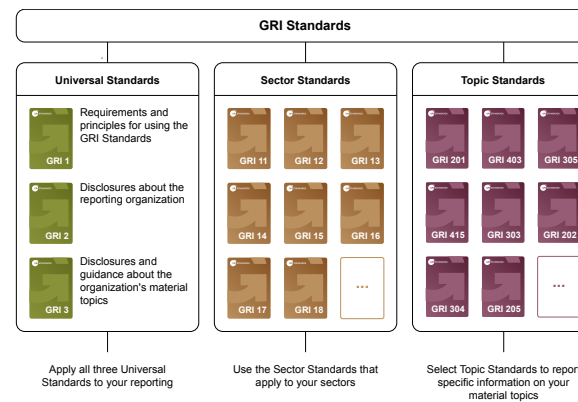 GRI Standards
Universal Standards
GRI 1
Requirements and
principles for using the
GRI Standards
GRI 2
Disclosures about the
reporting organization
GRI 3
Disclosures and
guidance about the
organization's material
topics
Apply all three Universal
Standards to your reporting
Sector Standards
GRI 11
GRI 12
GRI 13
GRI 14
GRI 15
GRI 16
GRI 17
GRI 18
...
Use the Sector Standards that
apply to your sectors
Topic Standards
GRI 201
GRI 403
GRI 305
GRI 415
GRI 303
GRI 202
GRI 304
GRI 205
...
Select Topic Standards to report
specific information on your
material topics